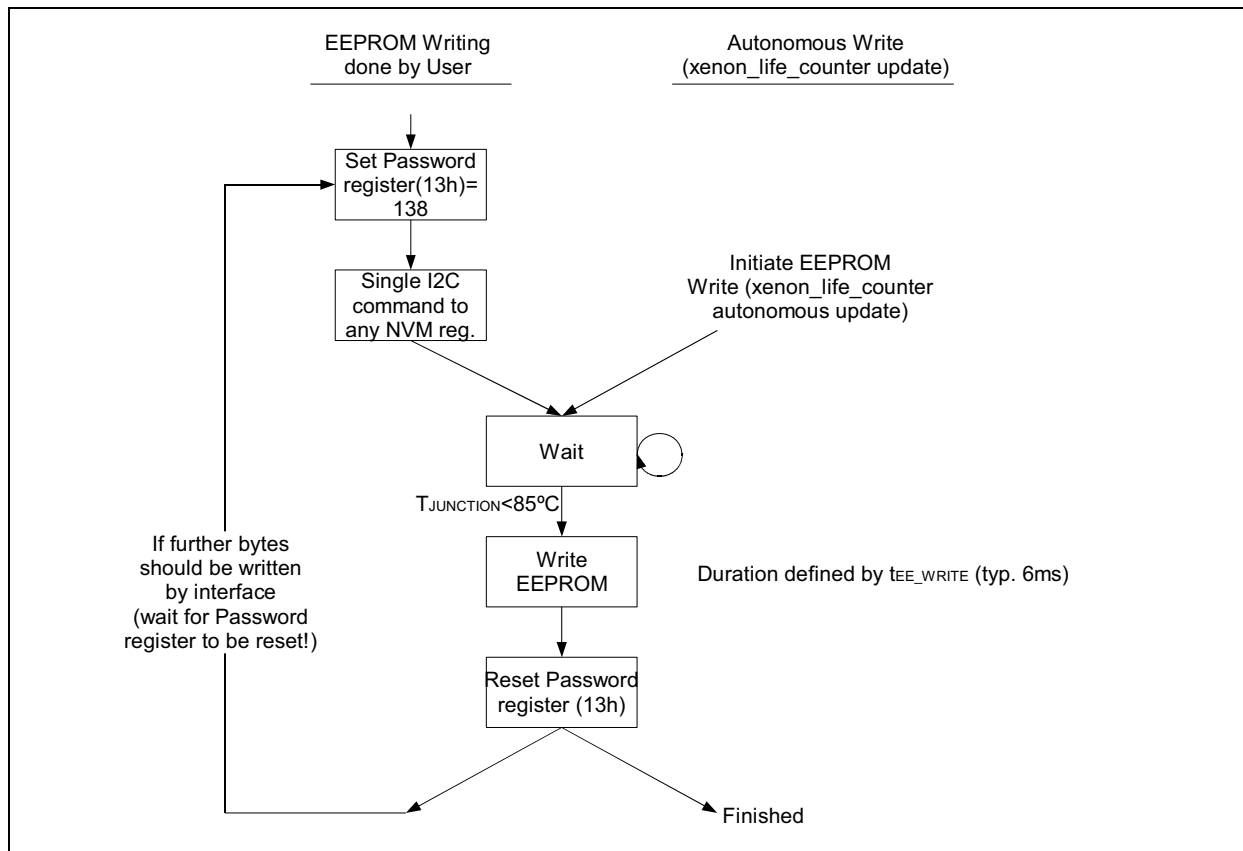 EEPROM Writing
done by User
Autonomous Write
(xenon_life_counter update)
Set Password
register(13h)=
138
Single I2C
command to
any NVM reg.
Initiate EEPROM
Write (xenon_life_counter
autonomous update)
Wait
TJUNCTION<85ºC
Write
EEPROM
Duration defined by tEE_WRITE (typ. 6ms)
If further bytes
should be written
by interface
(wait for Password
register to be reset!)
Reset Password
register (13h)
Finished